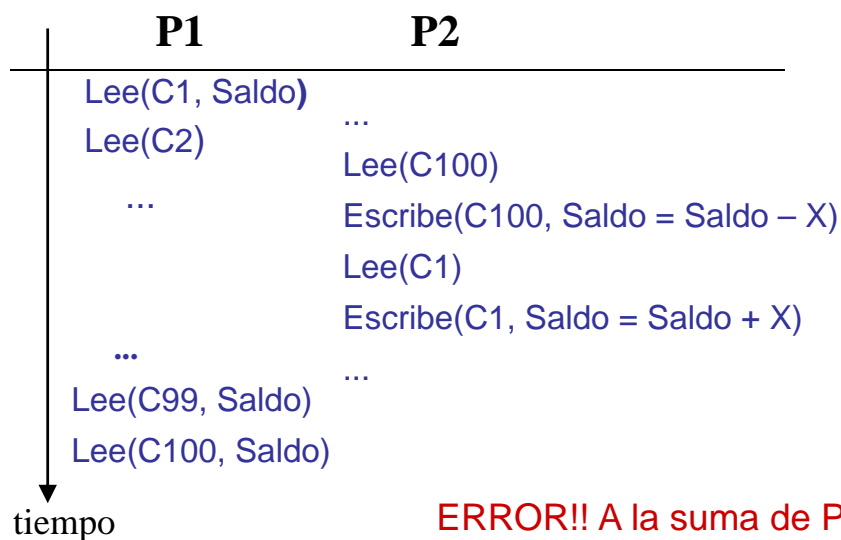 P1 P2
Lee(C1, Saldo)
...
Lee(C2)
Lee(C100)
...
Escribe(C100, Saldo = Saldo – X)
Lee(C1)
Escribe(C1, Saldo = Saldo + X)
...
...
Lee(C99, Saldo)
Lee(C100, Saldo)
tiempo
ERROR!! A la suma de P